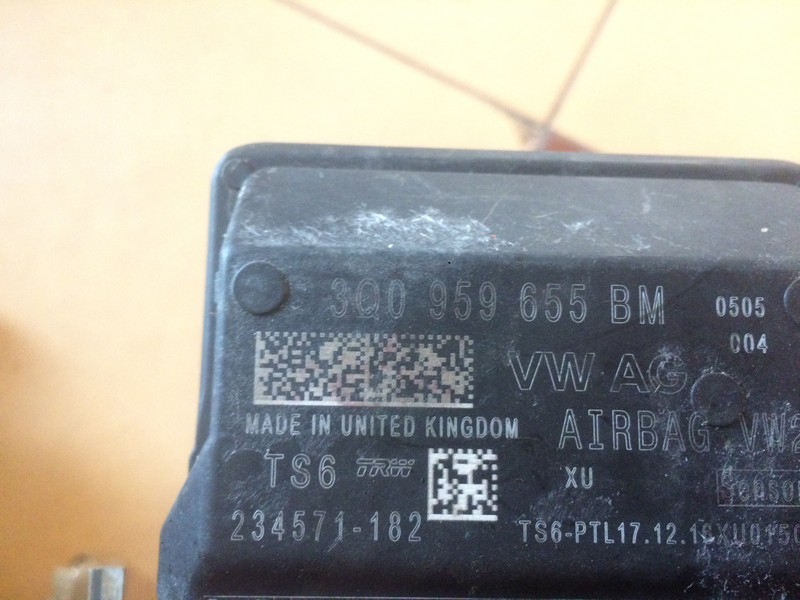 3Q0 959 655 BM 0505
004
VW AG
MADE IN UNITED KINGDOM
AIRBAG
TS6 TRW
XU
234571-182